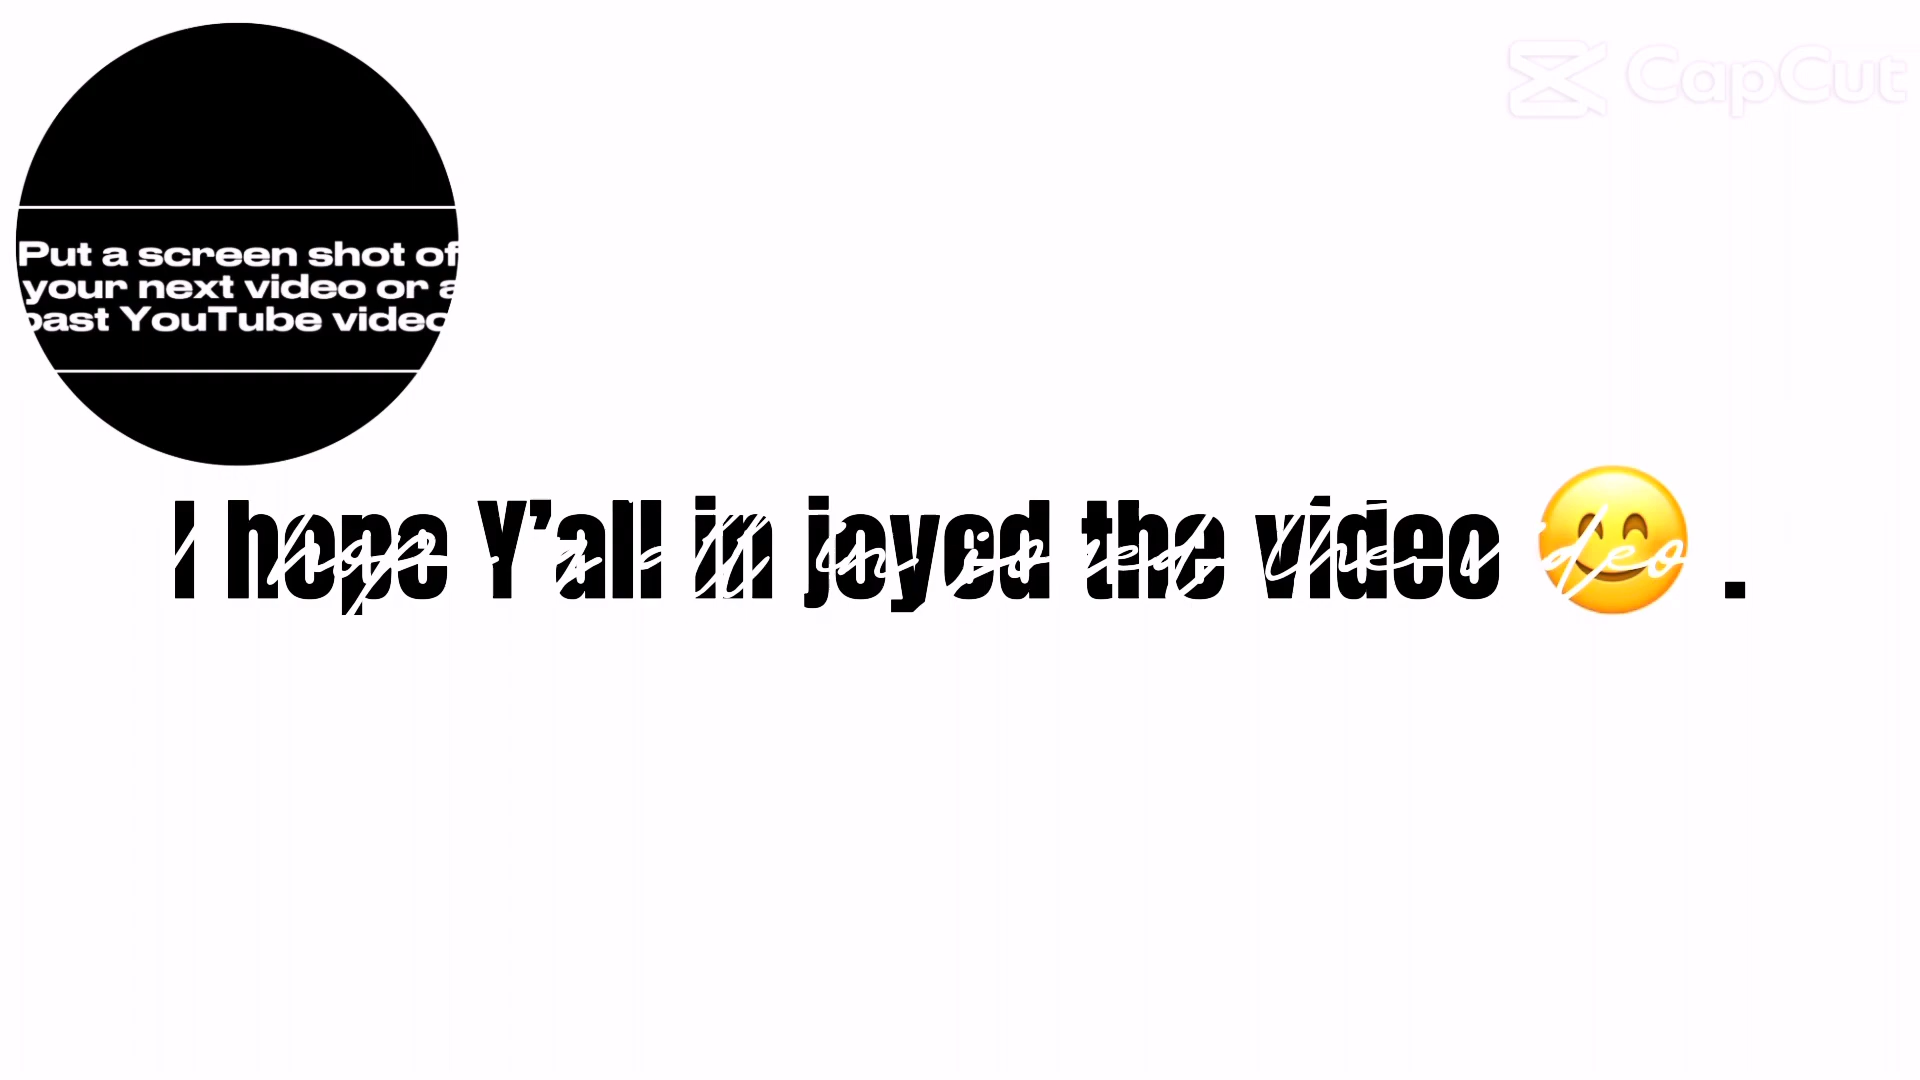 CapCut
Put a screen shot of
your next video or a
past YouTube video
I hope Y’all in joyed the video 😊 .